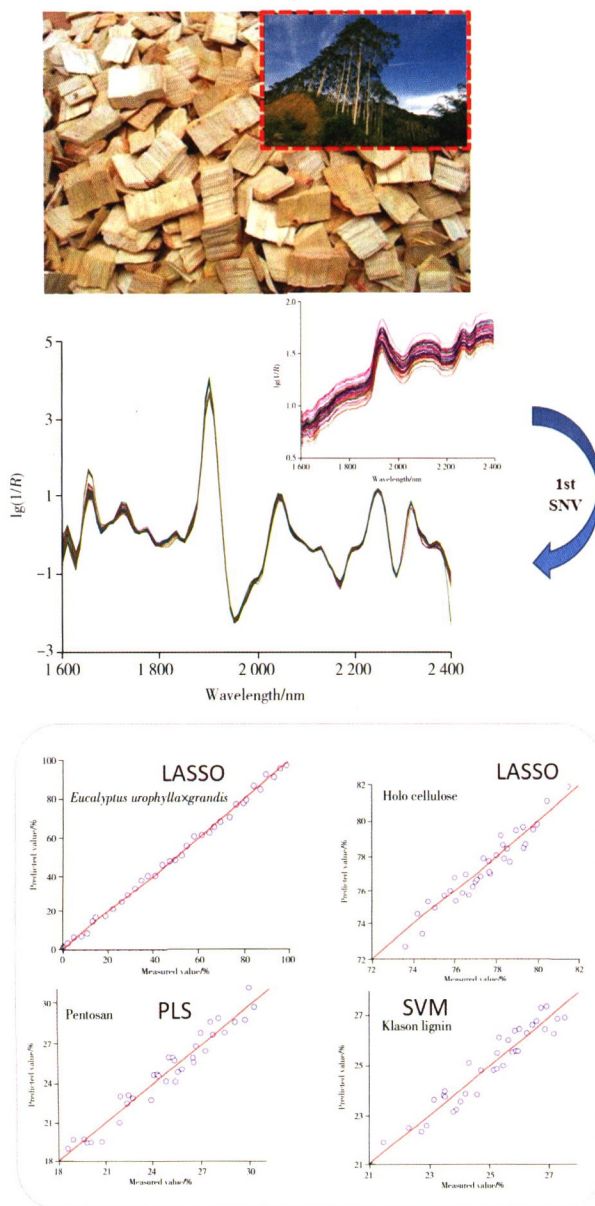 2.0
1.5
1.0
0.5
lg(1/R)
1 600
1 800
2 000
2 200
2 400
Wavelength/nm
5
3
1
−1
−3
lg(1/R)
1 600
1 800
2 000
2 200
2 400
Wavelength/nm
1st
SNV
LASSO
Eucalyptus urophylla×grandis
100
80
60
40
20
0
Predicted value/%
0
20
40
60
80
100
Measured value/%
LASSO
Holo cellulose
82
80
78
76
74
72
Predicted value/%
72
74
76
78
80
82
Measured value/%
PLS
Pentosan
30
27
24
21
18
Predicted value/%
18
21
24
27
30
Measured value/%
SVM
Klason lignin
27
25
23
21
Predicted value/%
21
23
25
27
Measured value/%